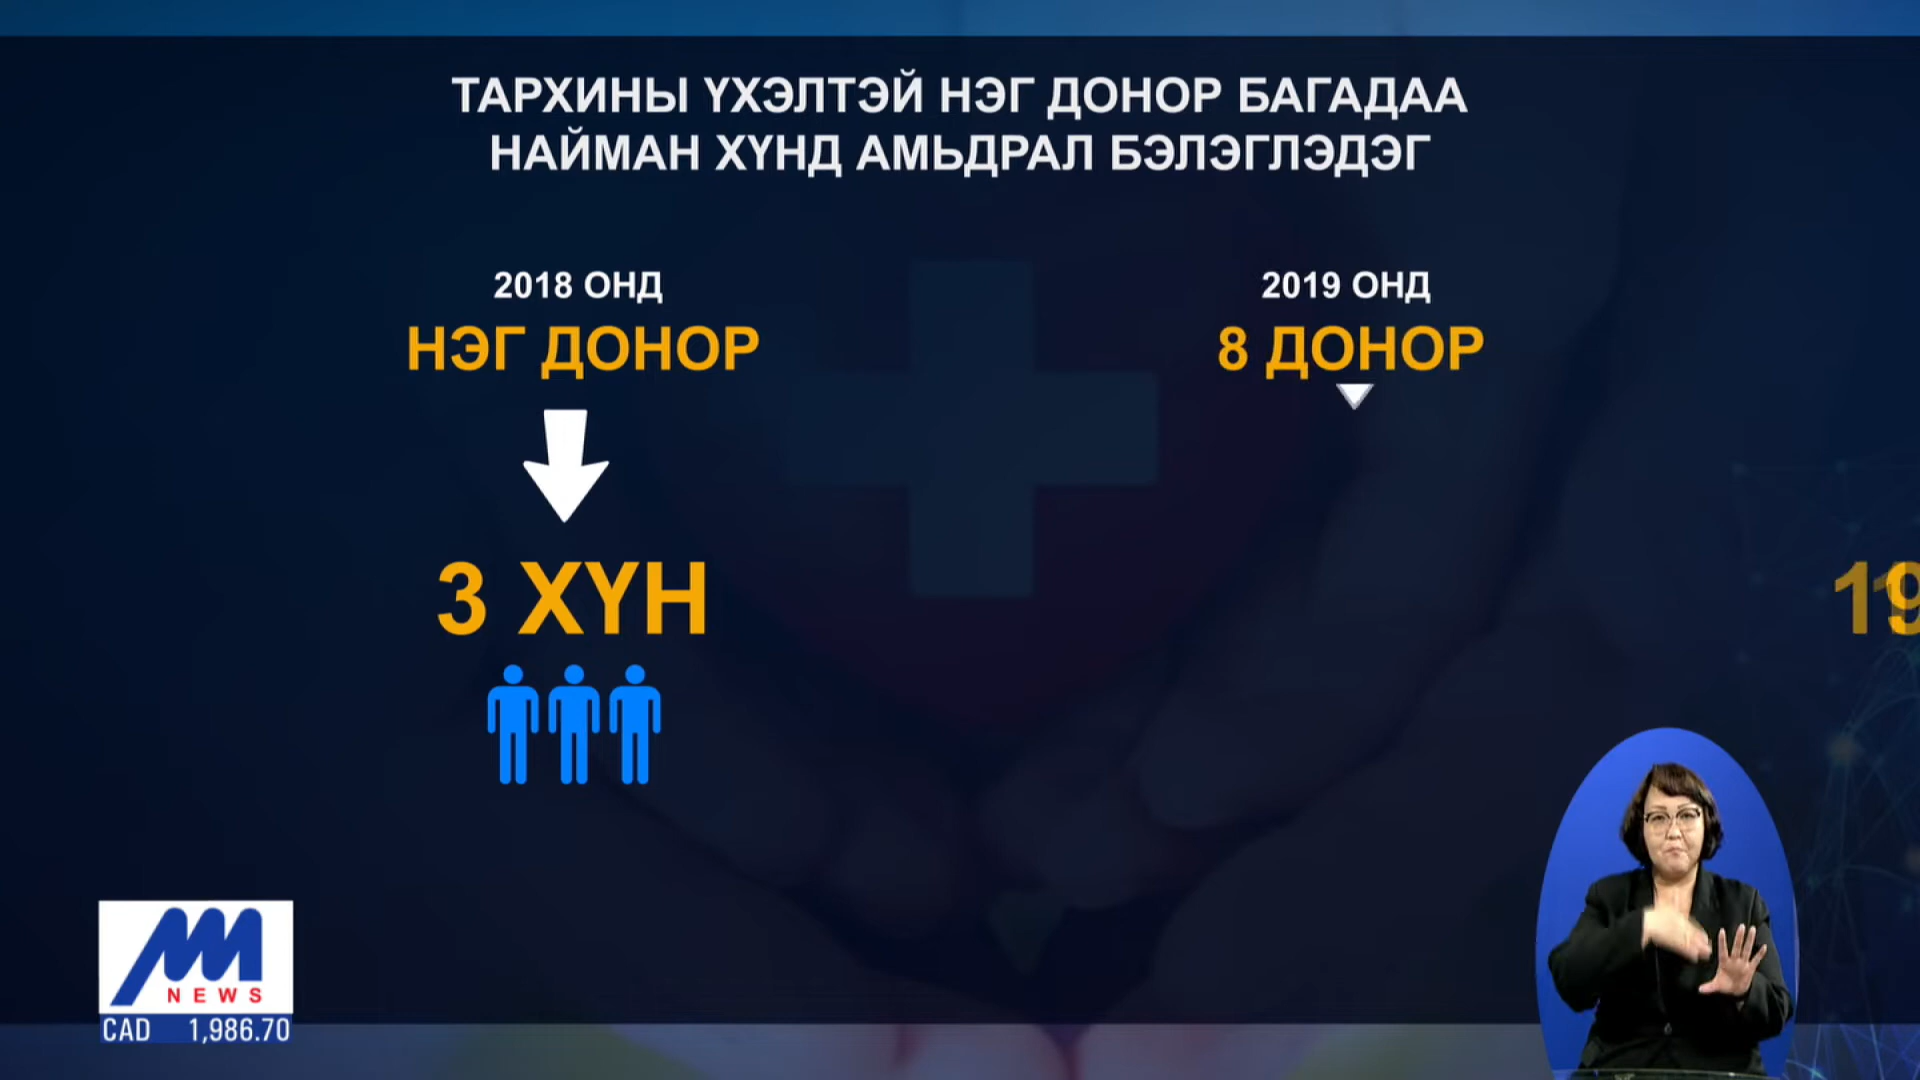 ТАРХИНЫ ҮХЭЛТЭЙ НЭГ ДОНОР БАГАДАА
НАЙМАН ХҮНД АМЬДРАЛ БЭЛЭГЛЭДЭГ
2018 ОНД
НЭГ ДОНОР
3 ХҮН
2019 ОНД
8 ДОНОР
19
NEWS
CAD 1,986.70